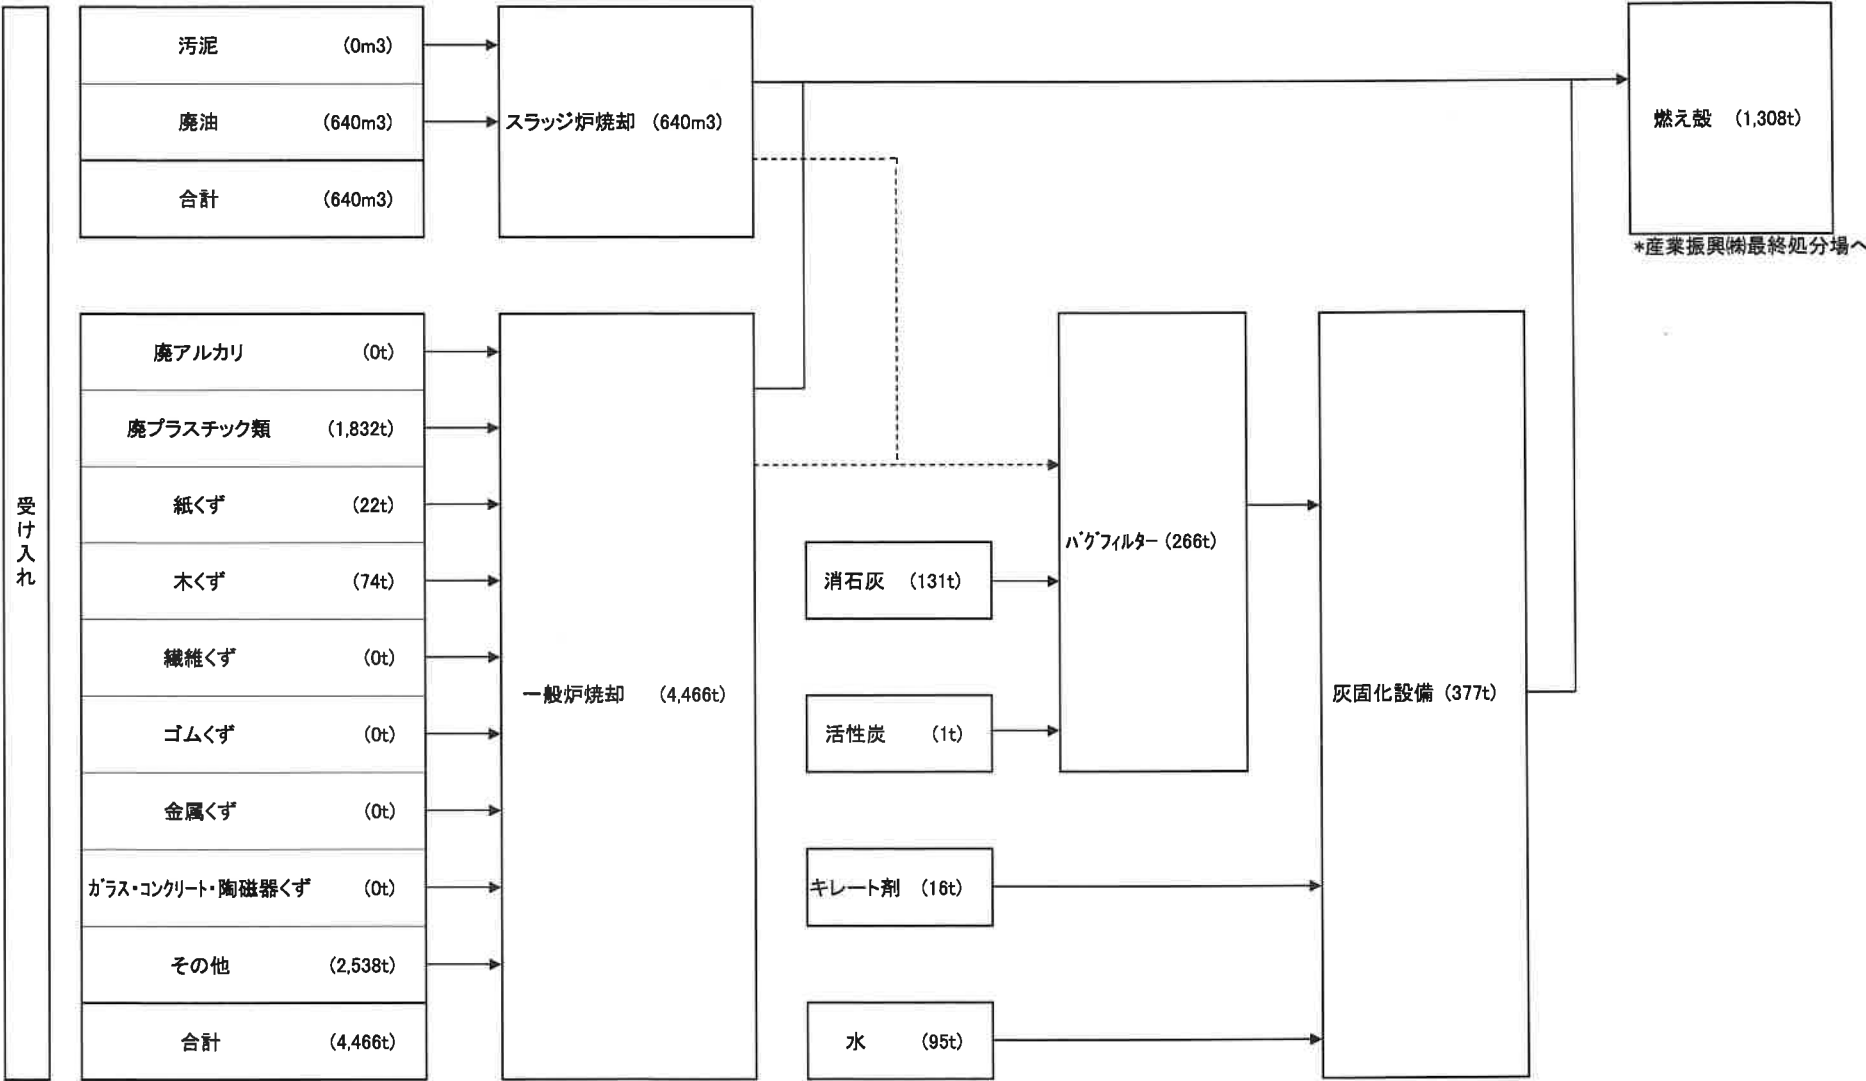 受け入れ
汚泥 (0m3)
廃油 (640m3)
合計 (640m3)
スラッジ炉焼却 (640m3)
燃え殻 (1,308t)
*産業振興㈱最終処分場へ
廃アルカリ (0t)
廃プラスチック類 (1,832t)
紙くず (22t)
木くず (74t)
繊維くず (0t)
ゴムくず (0t)
金属くず (0t)
ガラス・コンクリート・陶磁器くず (0t)
その他 (2,538t)
合計 (4,466t)
一般炉焼却 (4,466t)
消石灰 (131t)
活性炭 (1t)
キレート剤 (16t)
水 (95t)
バグフィルター (266t)
灰固化設備 (377t)